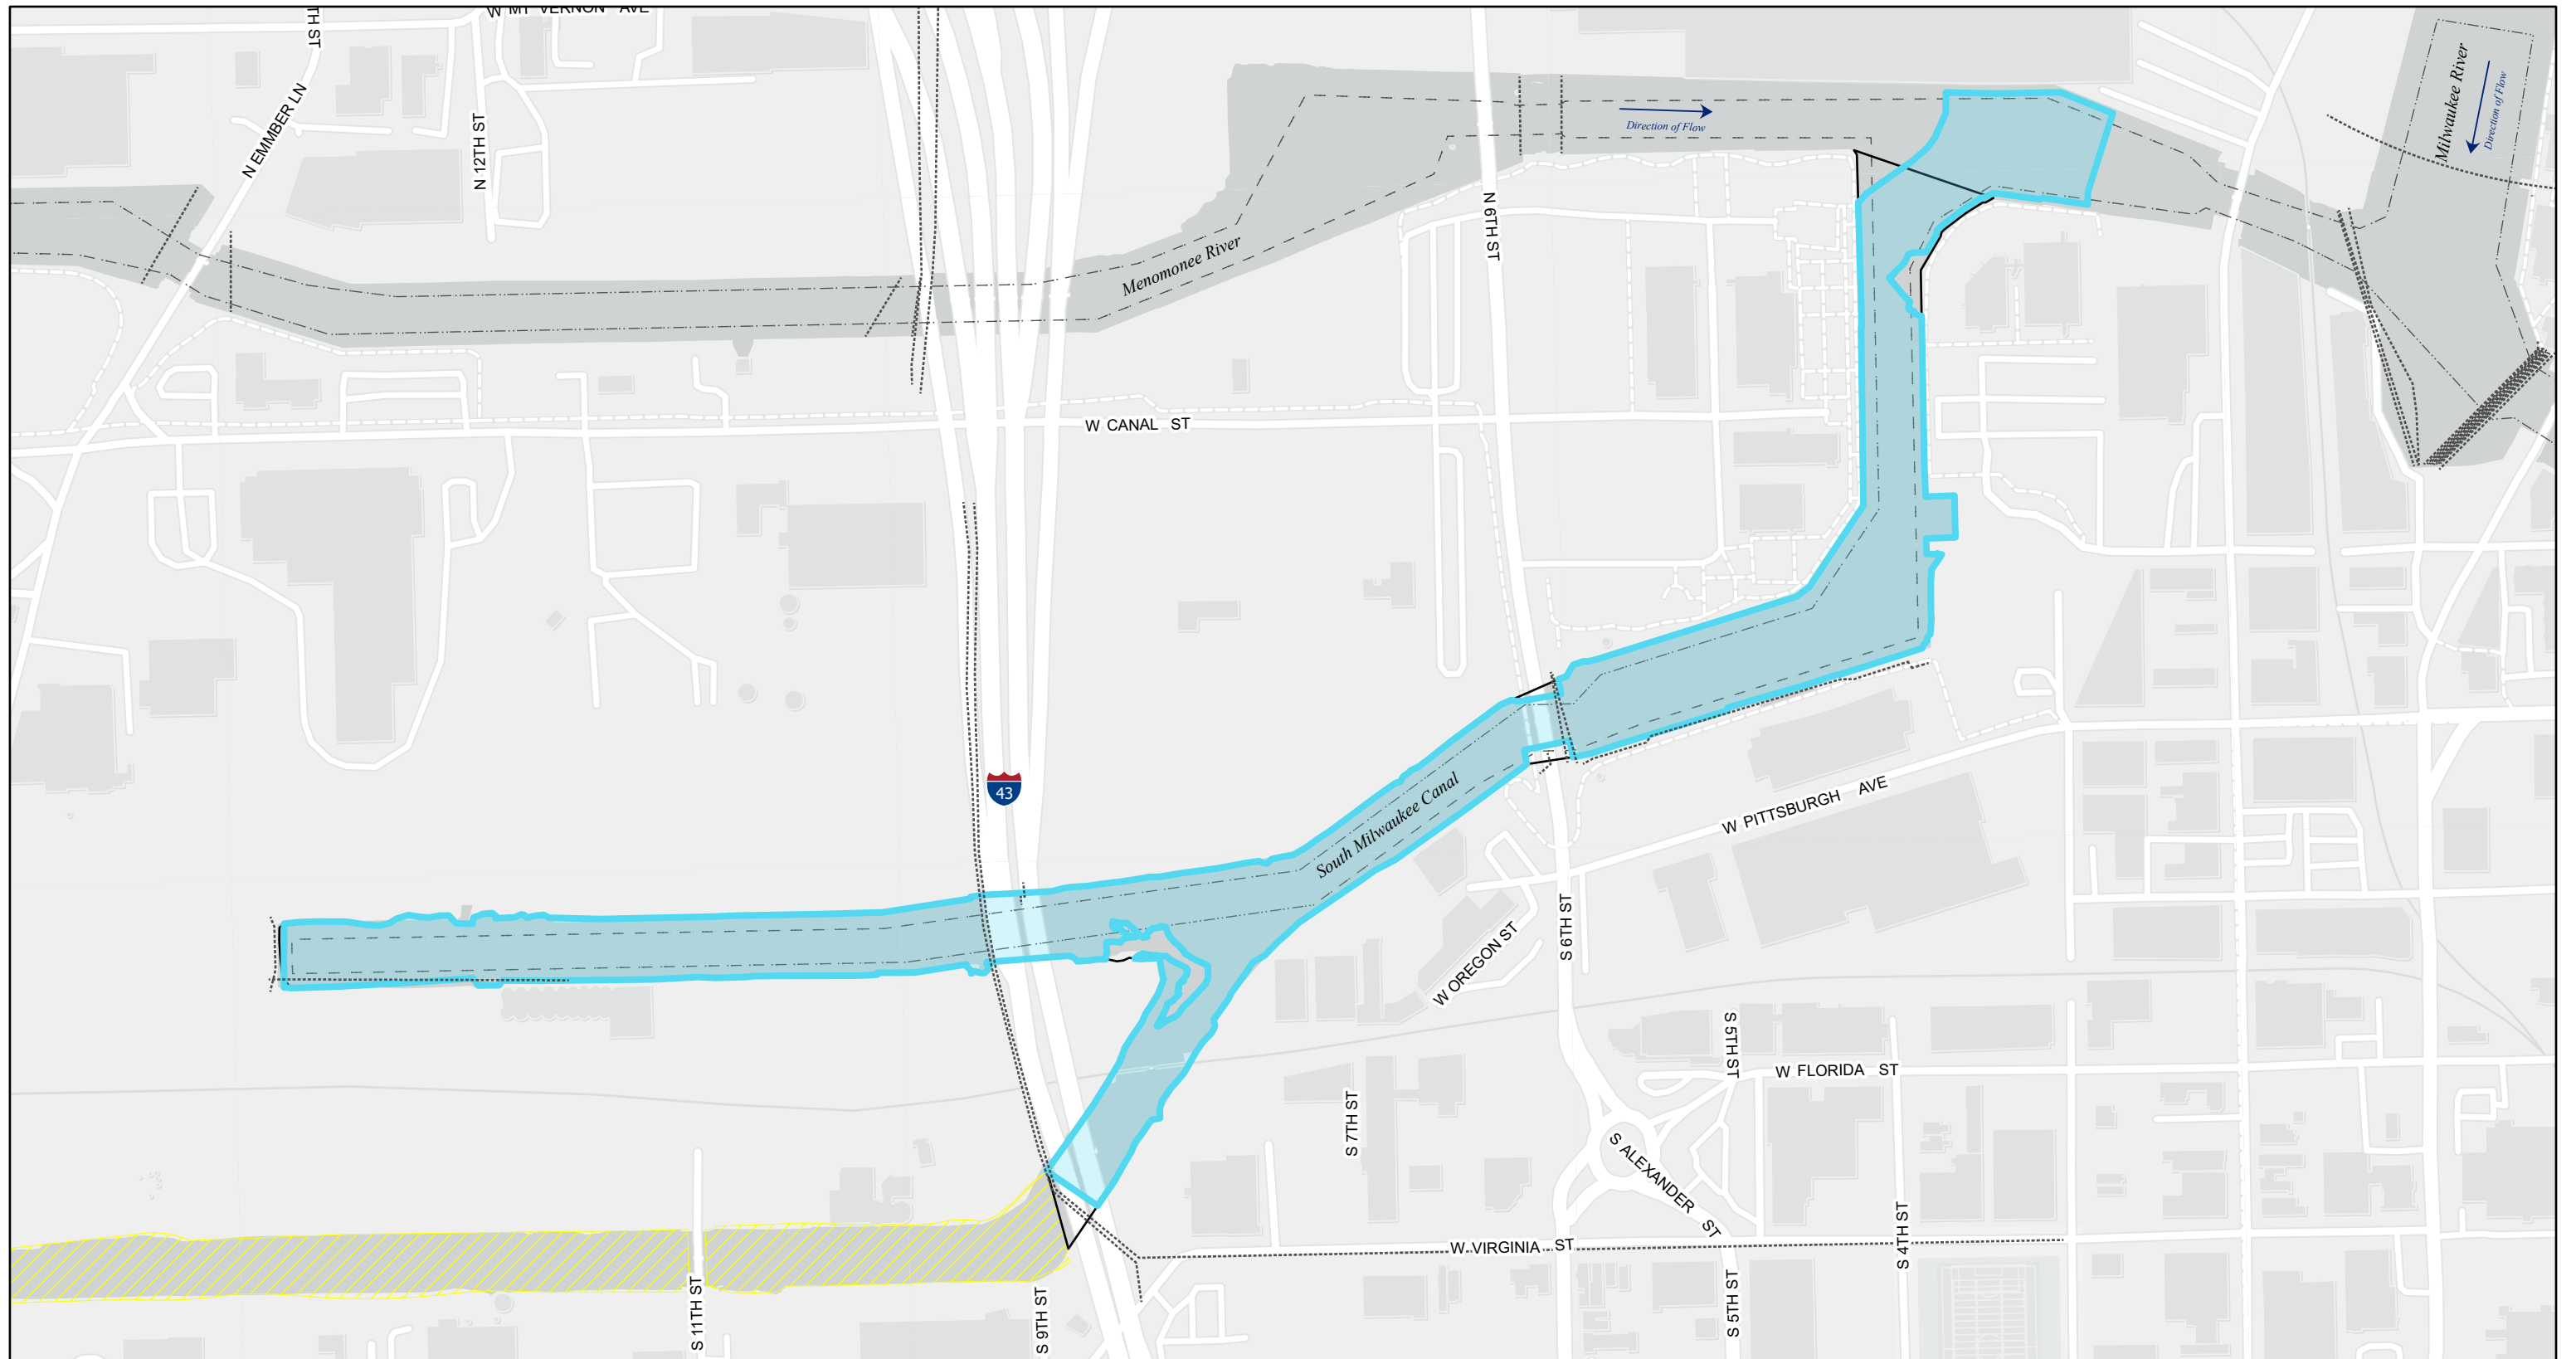 W MT VERNON AVE
TH ST
N EMMBER LN
N 12TH ST
Milwaukee River
Direction of Flow
Direction of Flow
N 6TH ST
Menomonee River
W CANAL ST
43
South Milwaukee Canal
W PITTSBURGH AVE
S 6TH ST
W OREGON ST
S 5TH ST
W FLORIDA ST
S 7TH ST
S ALEXANDER ST
S 4TH ST
W VIRGINIA ST
S 11TH ST
S 9TH ST
S 5TH ST